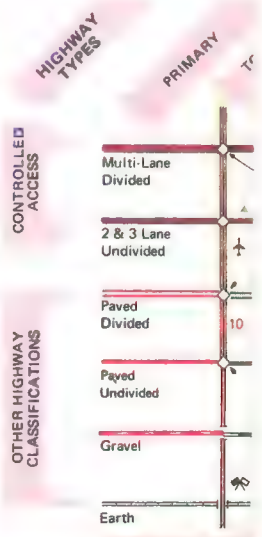 HIGHWAY
TYPES
PRIMARY
CONTROLLED
ACCESS
Multi-Lane
Divided
2 & 3 Lane
Undivided
OTHER HIGHWAY
CLASSIFICATIONS
Paved
Divided
10
Paved
Undivided
Gravel
Earth